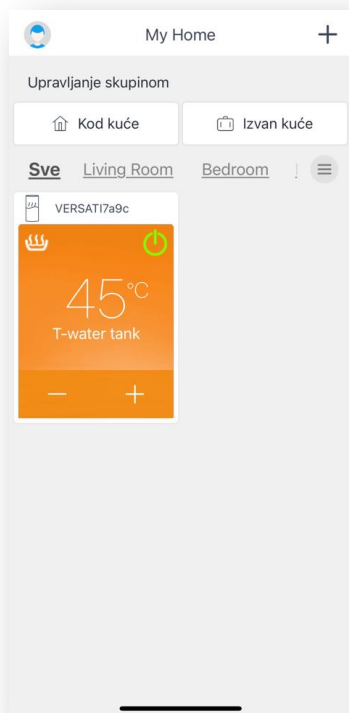 My Home
Upravljanje skupinom
Kod kuće
Izvan kuće
Sve Living Room Bedroom
VERSATI7a9c
45°C
T-water tank